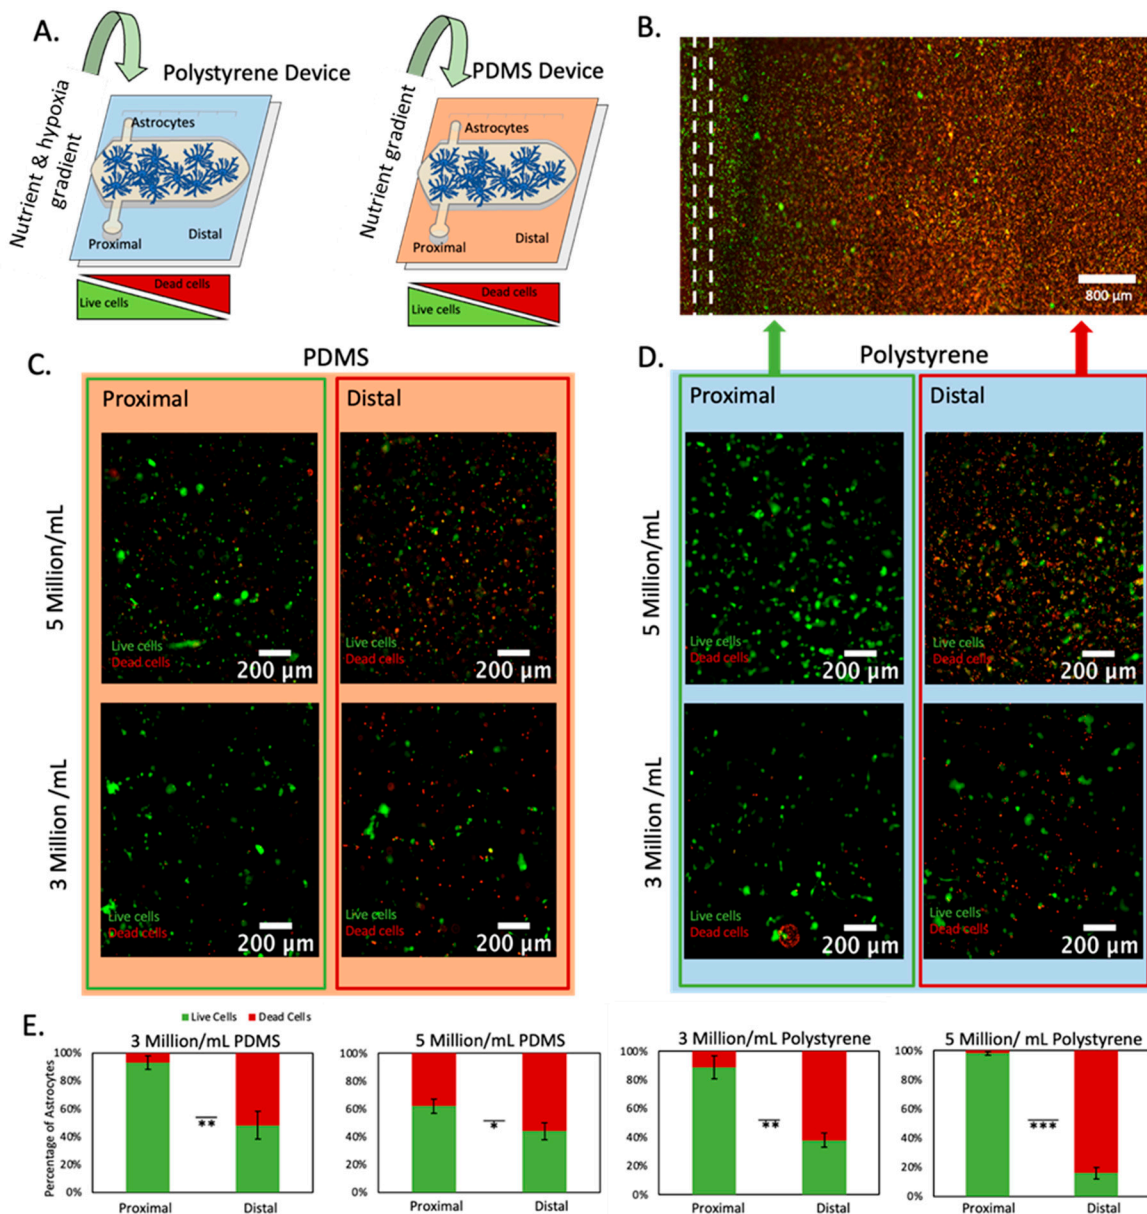 A.
Polystyrene Device
Nutrient & hypoxia
gradient
Astrocytes
Proximal
Distal
Dead cells
Live cells
PDMS Device
Nutrient gradient
Astrocytes
Proximal
Distal
Dead cells
Live cells
B.
800 µm
C.
PDMS
Proximal
Distal
5 Million/mL
Live cells
Dead cells
200 µm
Live cells
Dead cells
200 µm
3 Million /mL
Live cells
Dead cells
200 µm
Live cells
Dead cells
200 µm
D.
Polystyrene
Proximal
Distal
5 Million/mL
Live cells
Dead cells
200 µm
Live cells
Dead cells
200 µm
3 Million /mL
Live cells
Dead cells
200 µm
Live cells
Dead cells
200 µm
E.
Live Cells Dead Cells
Percentage of Astrocytes
3 Million/mL PDMS
100%
80%
60%
40%
20%
0%
**
Proximal Distal
5 Million/mL PDMS
100%
80%
60%
40%
20%
0%
*
Proximal Distal
3 Million/mL Polystyrene
100%
80%
60%
40%
20%
0%
**
Proximal Distal
5 Million/ mL Polystyrene
100%
80%
60%
40%
20%
0%
***
Proximal Distal